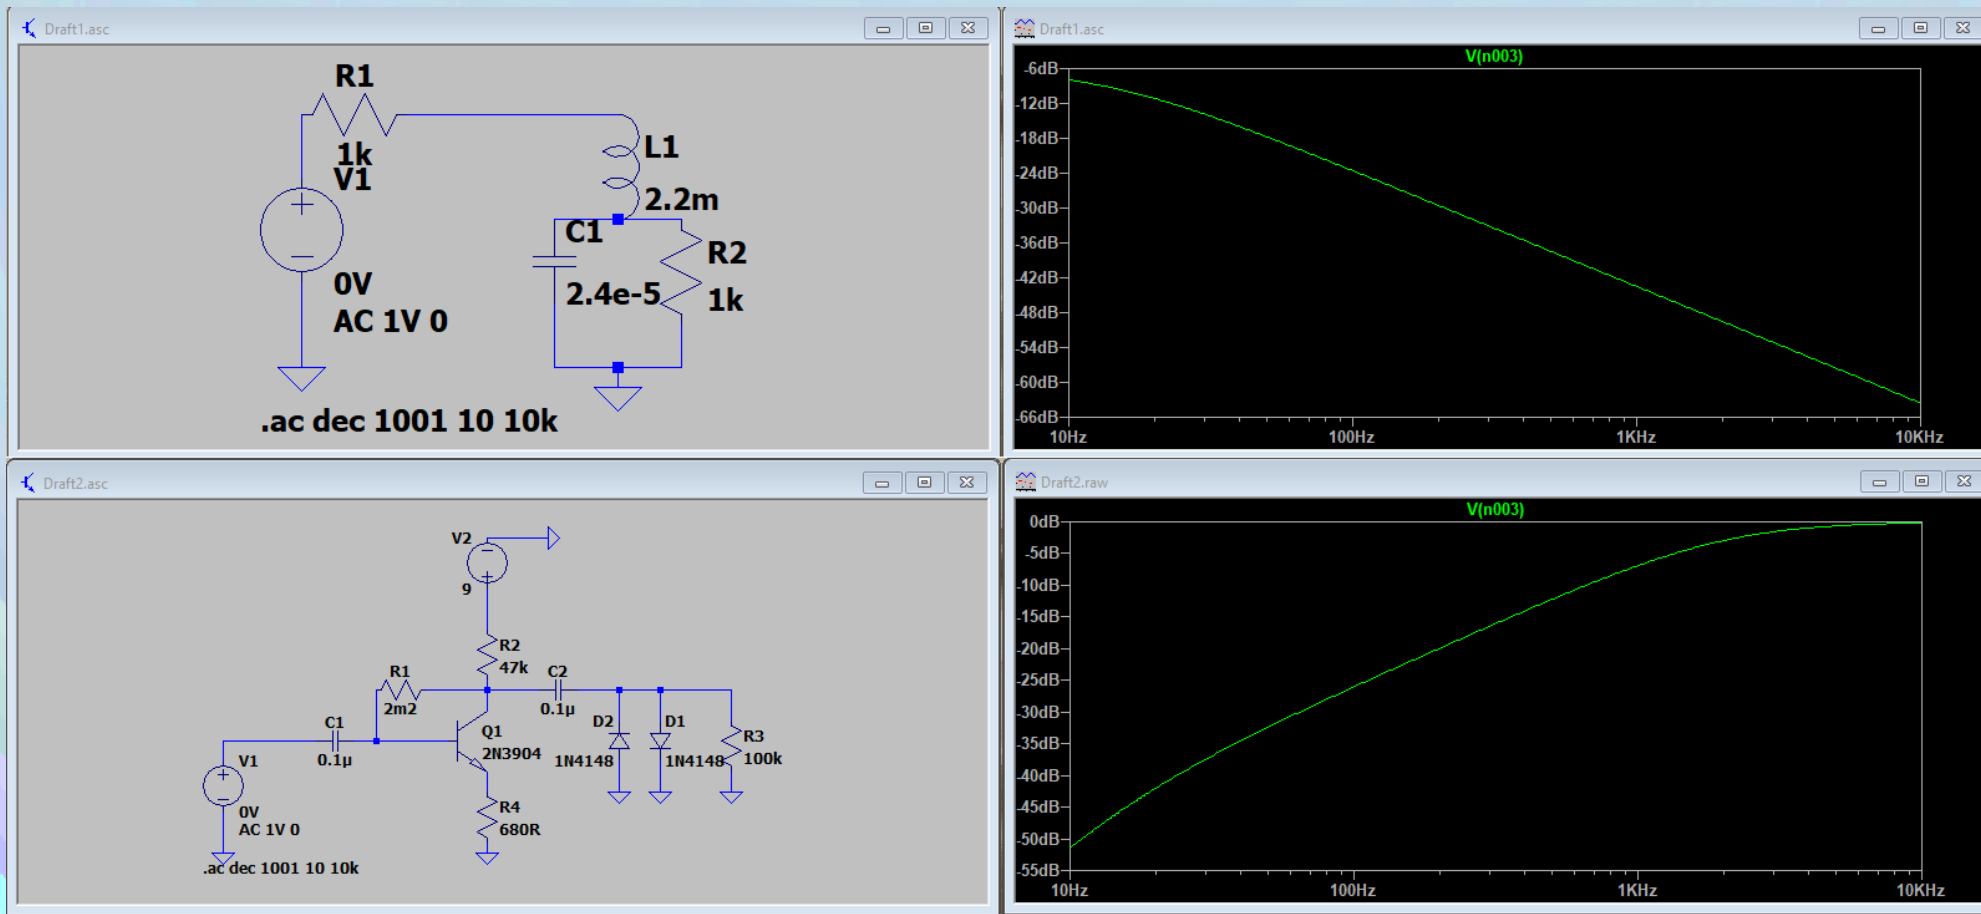 Draft1.asc
R1
1k
V1
0V
AC 1V 0
L1
2.2m
C1
2.4e-5
R2
1k
.ac dec 1001 10 10k
Draft1.asc
V(n003)
-6dB
-12dB
-18dB
-24dB
-30dB
-36dB
-42dB
-48dB
-54dB
-60dB
-66dB
10Hz
100Hz
1KHz
10KHz
Draft2.asc
V2
9
R2
47k
R1
2m2
C2
0.1µ
C1
0.1µ
Q1
2N3904
D2
1N4148
D1
1N4148
R3
100k
V1
0V
AC 1V 0
R4
680R
.ac dec 1001 10 10k
Draft2.raw
V(n003)
0dB
-5dB
-10dB
-15dB
-20dB
-25dB
-30dB
-35dB
-40dB
-45dB
-50dB
-55dB
10Hz
100Hz
1KHz
10KHz